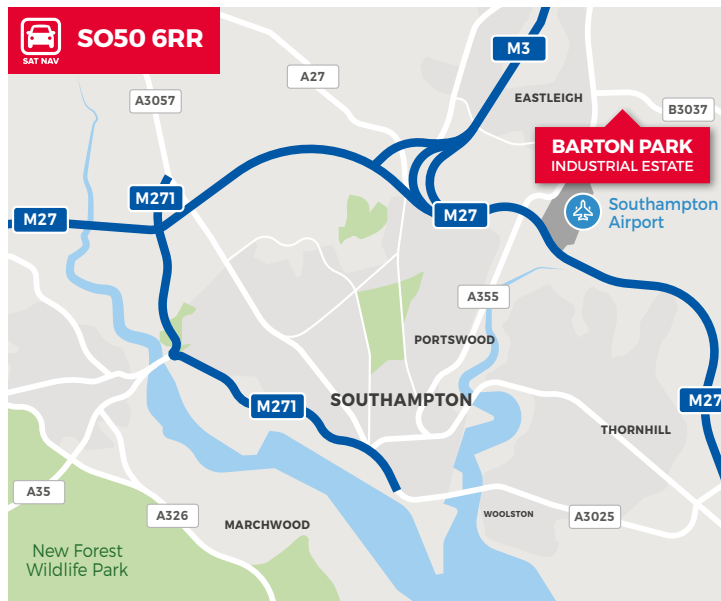 SO50 6RR
SAT NAV
M3
A27
EASTLEIGH
A3057
B3037
BARTON PARK
INDUSTRIAL ESTATE
M271
M27
M27
Southampton
Airport
A355
PORTSWOOD
SOUTHAMPTON
M271
M27
THORNHILL
A35
A326
MARCHWOOD
WOOLSTON
A3025
New Forest
Wildlife Park